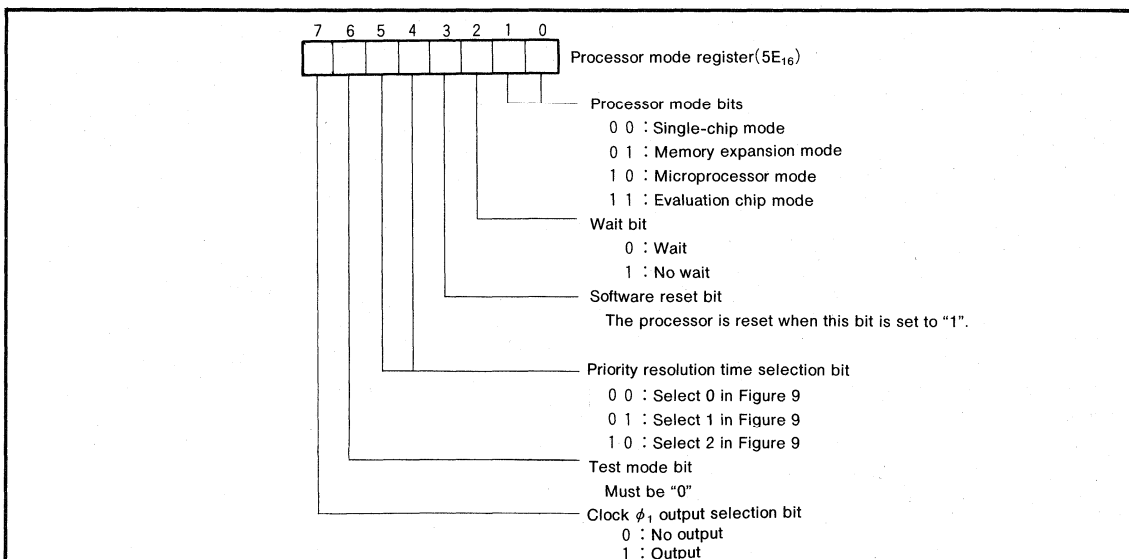 7 6 5 4 3 2 1 0
Processor mode register(5E₁₆)
Processor mode bits
0 0 : Single-chip mode
0 1 : Memory expansion mode
1 0 : Microprocessor mode
1 1 : Evaluation chip mode
Wait bit
0 : Wait
1 : No wait
Software reset bit
The processor is reset when this bit is set to “1”.
Priority resolution time selection bit
0 0 : Select 0 in Figure 9
0 1 : Select 1 in Figure 9
1 0 : Select 2 in Figure 9
Test mode bit
Must be “0”
Clock ϕ₁ output selection bit
0 : No output
1 : Output